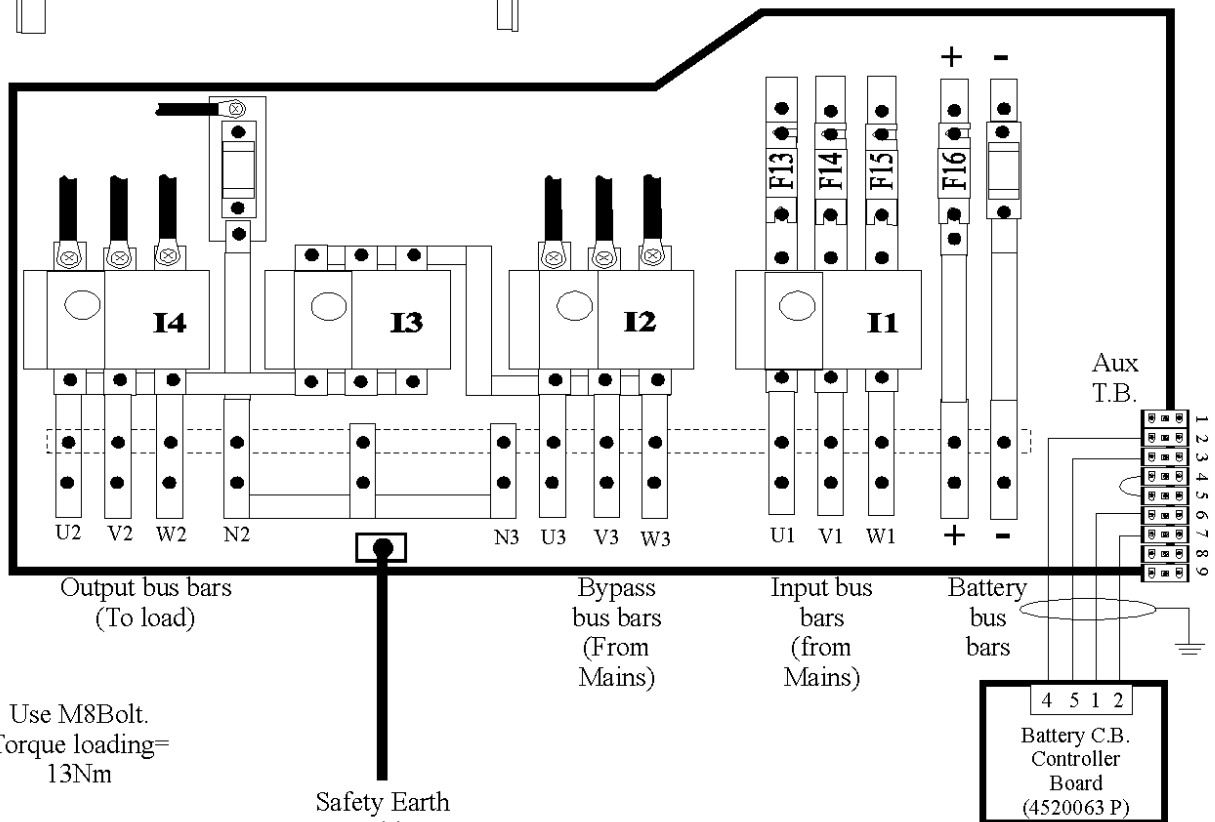 + -
F13 F14 F15 F16
I4 I3 I2 I1
Aux
T.B.
1
2
3
4
5
6
7
8
9
U2 V2 W2 N2 N3 U3 V3 W3 U1 V1 W1 + -
Output bus bars
(To load)
Bypass
bus bars
(From
Mains)
Input bus
bars
(from
Mains)
Battery
bus
bars
Use M8Bolt.
Torque loading=
13Nm
Safety Earth
4 5 1 2
Battery C.B.
Controller
Board
(4520063 P)